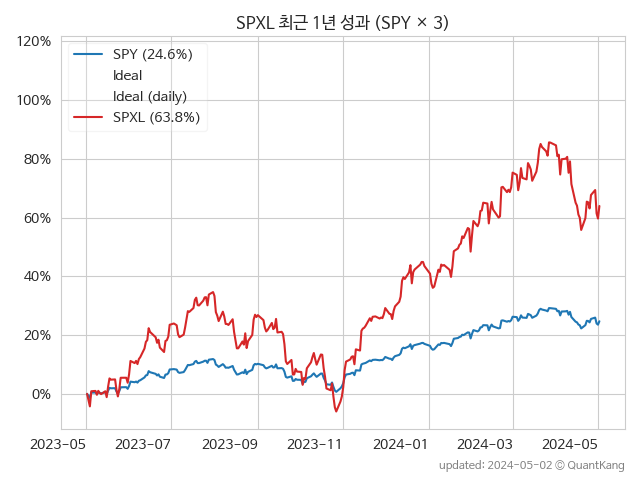 SPXL 최근 1년 성과 (SPY × 3)
120%
100%
80%
60%
40%
20%
0%
SPY (24.6%)
Ideal
Ideal (daily)
SPXL (63.8%)
2023-05
2023-07
2023-09
2023-11
2024-01
2024-03
2024-05
updated: 2024-05-02 © QuantKang